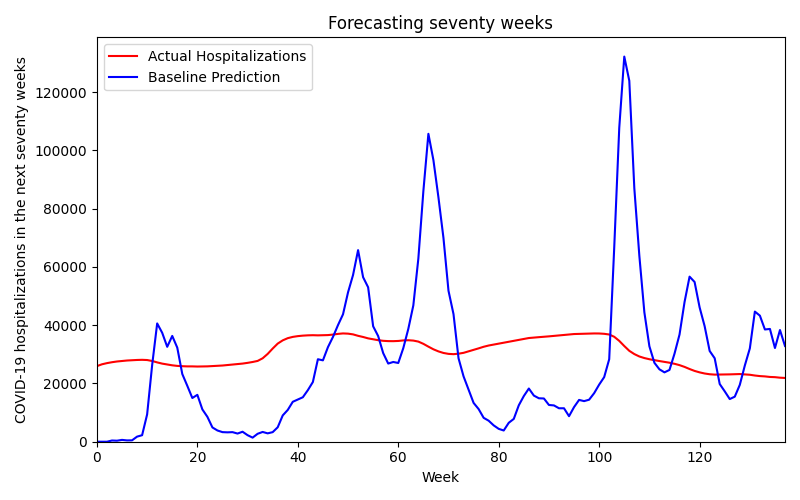 Forecasting seventy weeks
Actual Hospitalizations
Baseline Prediction
COVID-19 hospitalizations in the next seventy weeks
120000
100000
80000
60000
40000
20000
0
0 20 40 60 80 100 120
Week